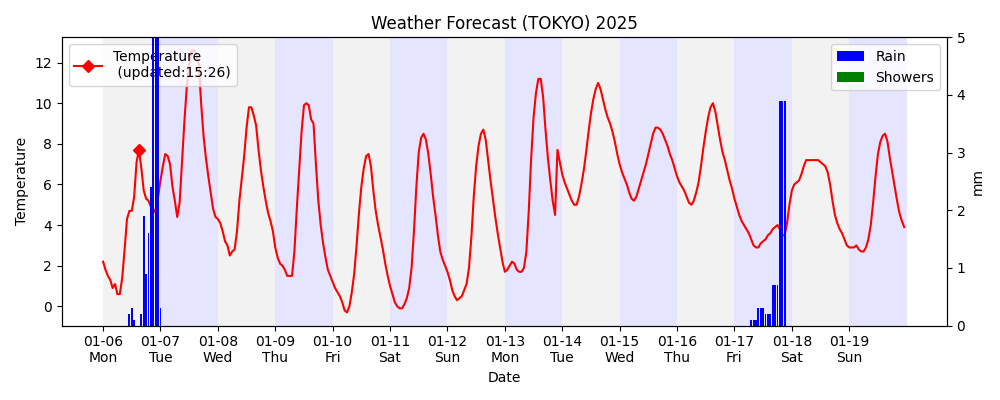 Weather Forecast (TOKYO) 2025
Temperature
(updated:15:26)
Rain
Showers
Temperature
12
10
8
6
4
2
0
5
4
3
2
1
0
mm
01-06 01-07 01-08 01-09 01-10 01-11 01-12 01-13 01-14 01-15 01-16 01-17 01-18 01-19
Mon Tue Wed Thu Fri Sat Sun Mon Tue Wed Thu Fri Sat Sun
Date